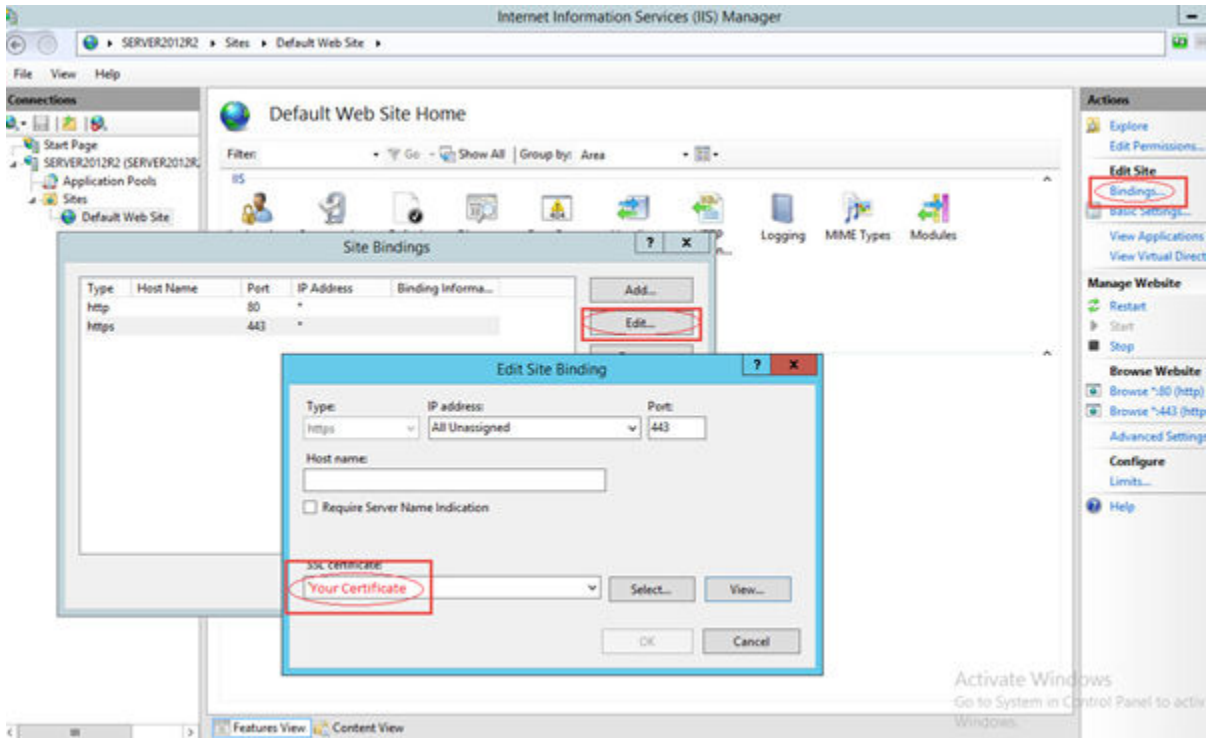 Internet Information Services (IIS) Manager
SERVER2012R2 Sites Default Web Site
File View Help
Connections
Start Page
SERVER2012R2 (SERVER2012R
Application Pools
Sites
Default Web Site
Default Web Site Home
Filter: Go Show All Group by: Area
IIS
Logging MIME Types Modules
Actions
Explore
Edit Permissions...
Edit Site
Bindings...
Basic Settings...
View Applications
View Virtual Direct
Manage Website
Restart
Start
Stop
Browse Website
Browse *:80 (http)
Browse *:443 (http
Advanced Settings
Configure
Limits...
Help
Site Bindings ? x
Type Host Name Port IP Address Binding Informa...
http 80 *
https 443 *
Add...
Edit...
Edit Site Binding ? x
Type: IP address: Port:
https All Unassigned 443
Host name:
Require Server Name Indication
SSL certificate:
Your Certificate Select... View...
OK Cancel
Activate Windows
Go to System in Control Panel to activ
Windows.
Features View Content View